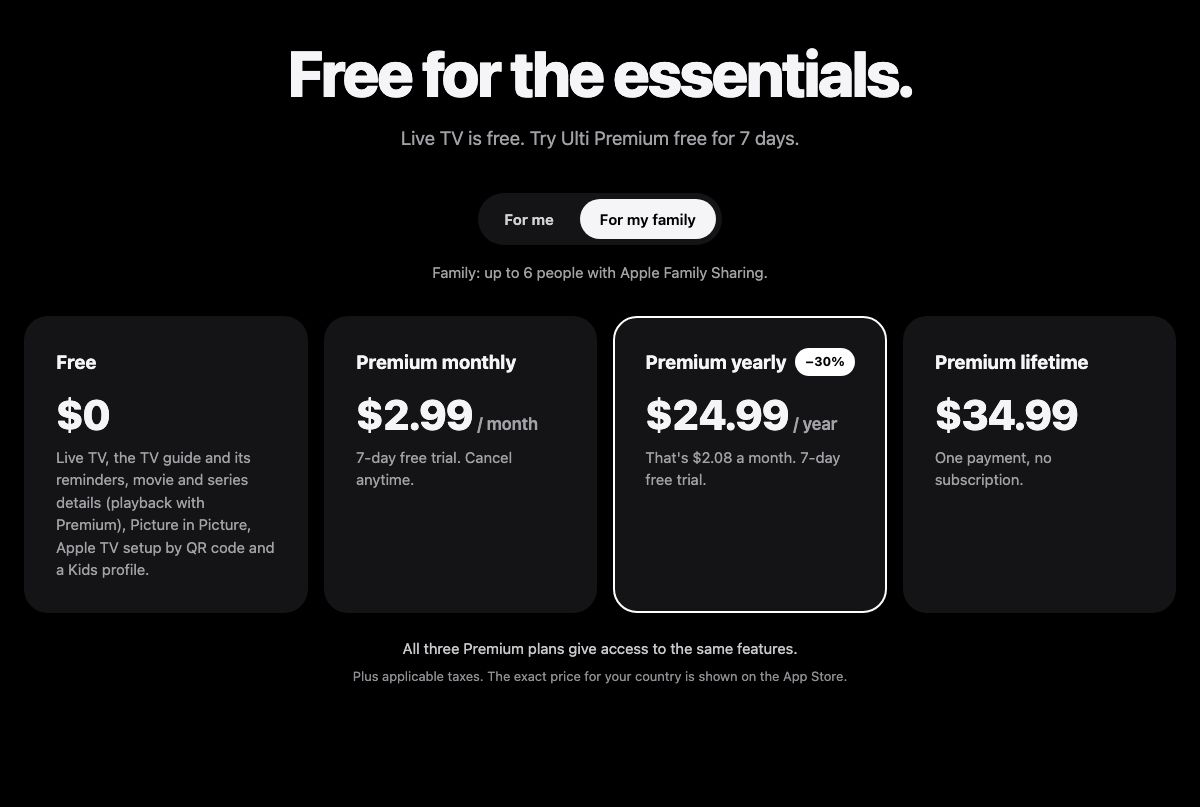 Free for the essentials.
Live TV is free. Try Ulti Premium free for 7 days.
For me
For my family
Family: up to 6 people with Apple Family Sharing.
Free
$0
Live TV, the TV guide and its
reminders, movie and series
details (playback with
Premium), Picture in Picture,
Apple TV setup by QR code and
a Kids profile.
Premium monthly
$2.99 / month
7-day free trial. Cancel
anytime.
Premium yearly −30%
$24.99 / year
That's $2.08 a month. 7-day
free trial.
Premium lifetime
$34.99
One payment, no
subscription.
All three Premium plans give access to the same features.
Plus applicable taxes. The exact price for your country is shown on the App Store.